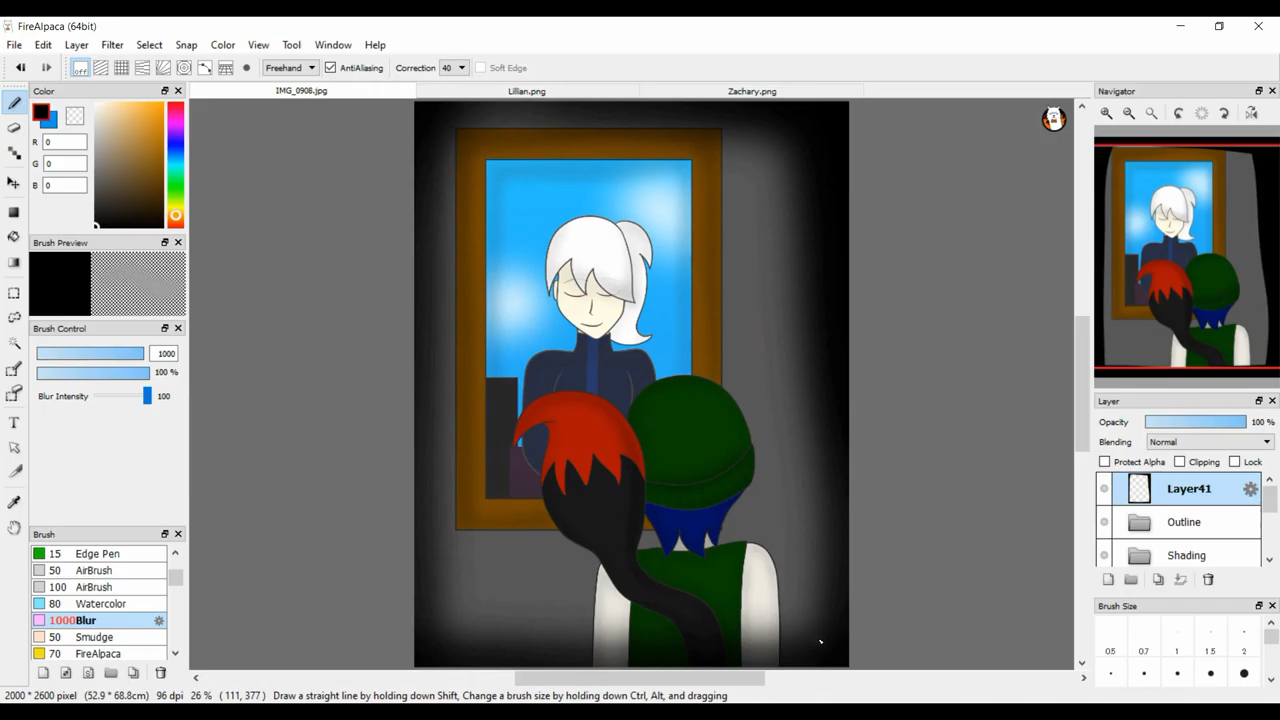 FireAlpaca (64bit)
File Edit Layer Filter Select Snap Color View Tool Window Help
off Freehand AntiAliasing Correction 40 Soft Edge
Color
R 0
G 0
B 0
Brush Preview
Brush Control
1000
100 %
Blur Intensity 100
Brush
15 Edge Pen
50 AirBrush
100 AirBrush
80 Watercolor
1000 Blur
50 Smudge
70 FireAlpaca
IMG_0908.jpg Lillian.png Zachary.png
Navigator
Layer
Opacity 100 %
Blending Normal
Protect Alpha Clipping Lock
Layer41
Outline
Shading
Brush Size
0.5 0.7 1 1.5 2
2000 * 2600 pixel (52.9 * 68.8cm) 96 dpi 26 % ( 111, 377 ) Draw a straight line by holding down Shift, Change a brush size by holding down Ctrl, Alt, and dragging